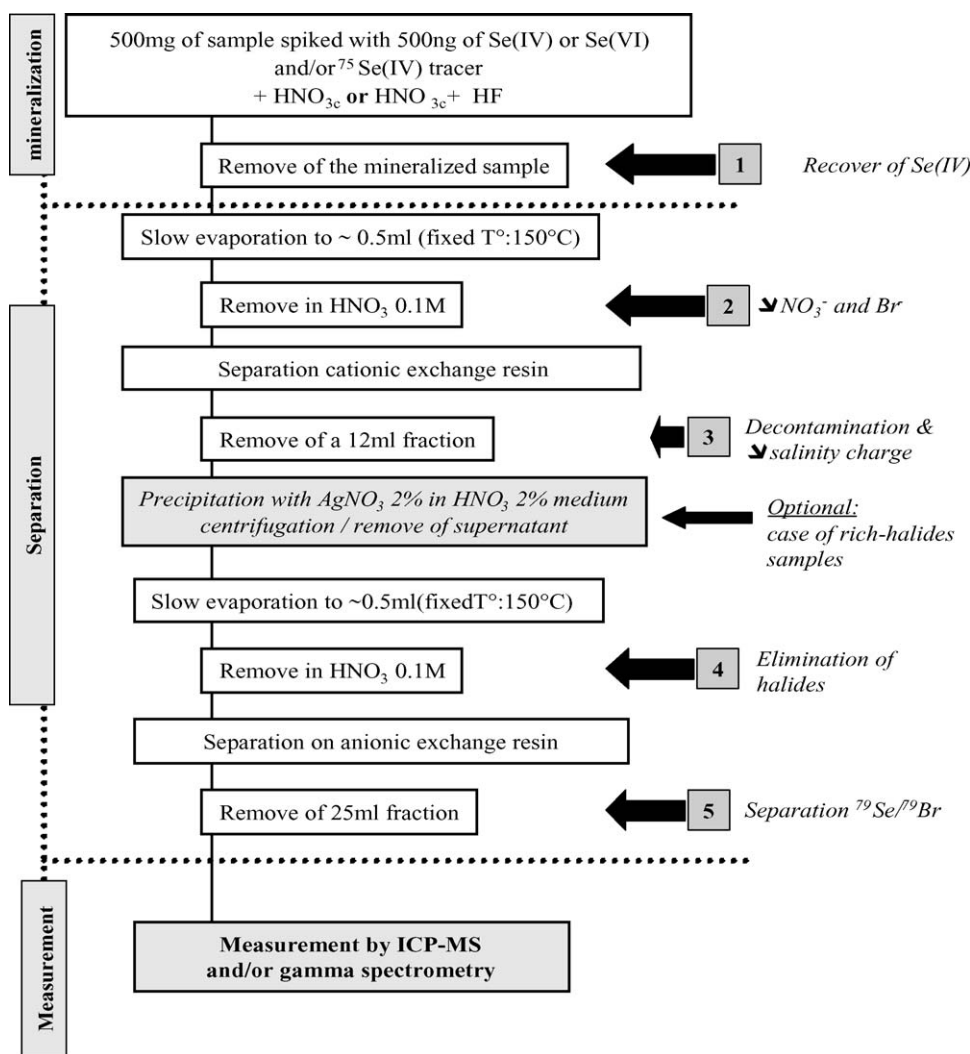 mineralization
500mg of sample spiked with 500ng of Se(IV) or Se(VI)
and/or ⁷⁵Se(IV) tracer
+ HNO₃c or HNO ₃c+ HF
Remove of the mineralized sample
1
Recover of Se(IV)
Slow evaporation to ~ 0.5ml (fixed T°:150°C)
Separation
Remove in HNO₃ 0.1M
2
↘NO₃⁻ and Br⁻
Separation cationic exchange resin
Remove of a 12ml fraction
3
Decontamination &
↘ salinity charge
Precipitation with AgNO₃ 2% in HNO₃ 2% medium
centrifugation / remove of supernatant
Optional:
case of rich-halides
samples
Slow evaporation to ~0.5ml(fixedT°:150°C)
Remove in HNO₃ 0.1M
4
Elimination of
halides
Separation on anionic exchange resin
Remove of 25ml fraction
5
Separation ⁷⁹Se/⁷⁹Br
Measurement
Measurement by ICP-MS
and/or gamma spectrometry